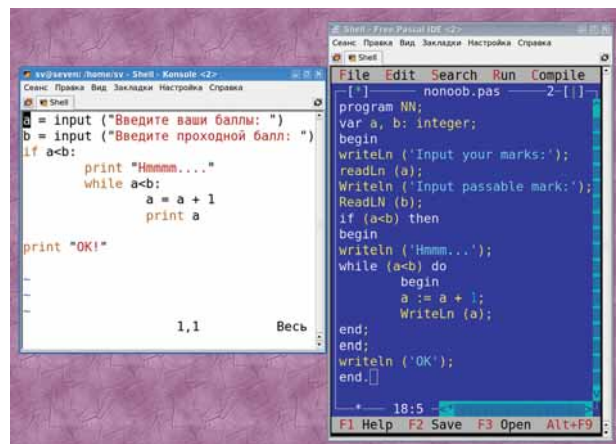 sv@seven: /home/sv - Shell - Konsole <2>
Сеанс Правка Вид Закладки Настройка Справка
Shell
a = input ("Введите ваши баллы: ")
b = input ("Введите проходной балл: ")
if a<b:
print "Hmmmm...."
while a<b:
a = a + 1
print a
print "OK!"
~
~
~
1,1 Весь
Shell - Free Pascal IDE <2>
Сеанс Правка Вид Закладки Настройка Справка
Shell
File Edit Search Run Compile
[*] nonoob.pas 2-[|]
program NN;
var a, b: integer;
begin
writeLn ('Input your marks:');
readLn (a);
Writeln ('Input passable mark:');
ReadLN (b);
if (a<b) then
begin
writeln ('Hmmm...');
while (a<b) do
begin
a := a + 1;
WriteLn (a);
end;
end;
writeln ('OK');
end.
* 18:5
F1 Help F2 Save F3 Open Alt+F9